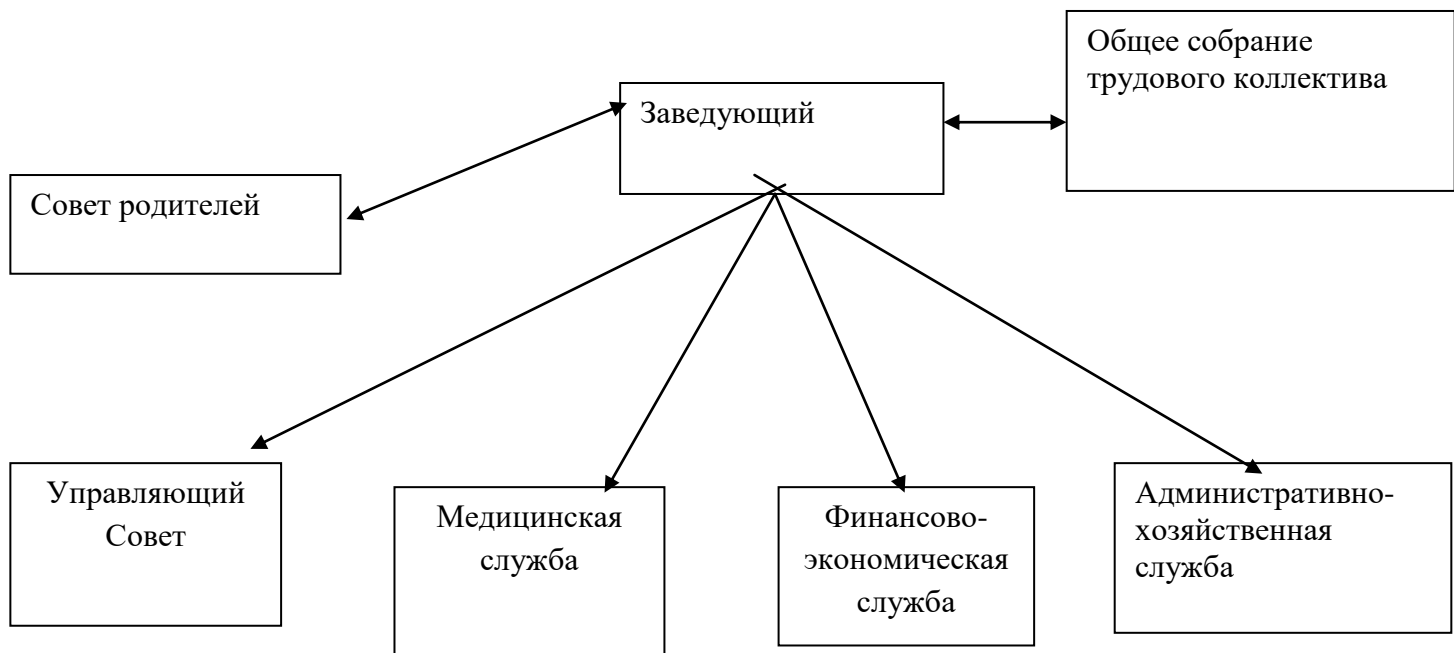 Общее собрание
трудового коллектива
Заведующий
Совет родителей
Управляющий
Совет
Медицинская
служба
Финансово-
экономическая
служба
Административно-
хозяйственная
служба